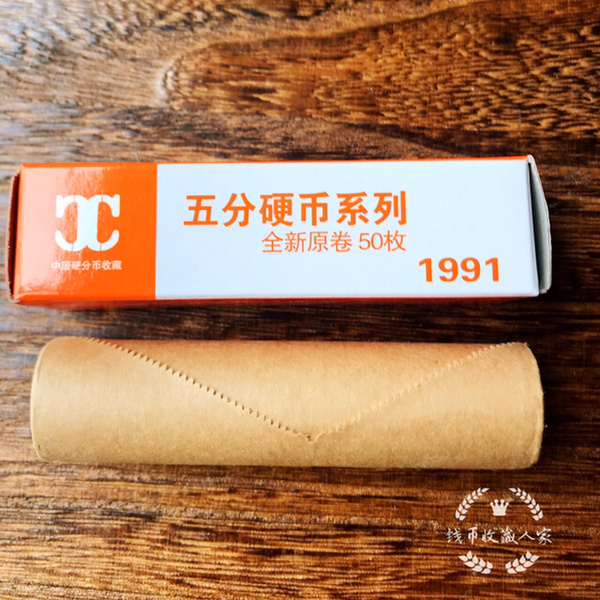 五分硬币系列
全新原卷 50枚
1991
中国硬分币收藏
钱币收藏人家